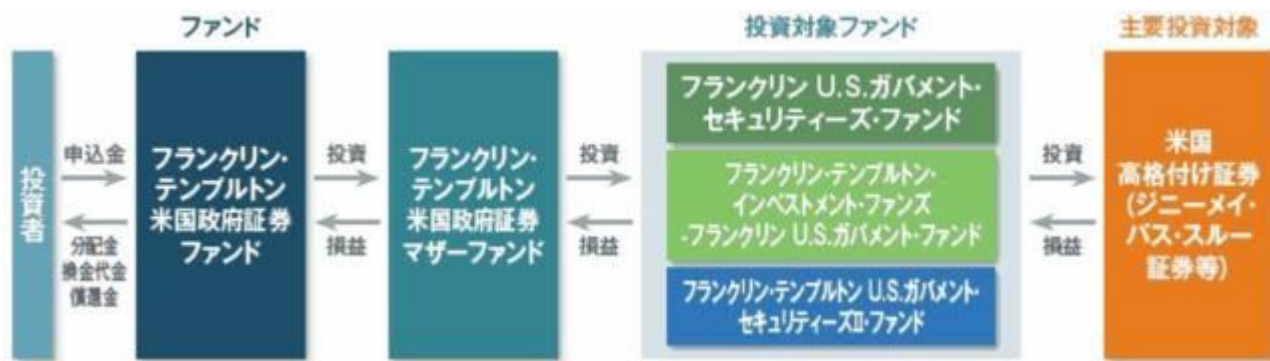 ファンド
投資対象ファンド
主要投資対象
投資者
申込金
分配金
換金代金
償還金
フランクリン・
テンプルトン
米国政府証券
ファンド
投資
損益
フランクリン・
テンプルトン
米国政府証券
マザーファンド
投資
損益
フランクリン U.S.ガバメント・
セキュリティーズ・ファンド
フランクリン・テンプルトン・
インベストメント・ファンズ
-フランクリン U.S.ガバメント・ファンド
フランクリン・テンプルトン U.S.ガバメント・
セキュリティーズII・ファンド
投資
損益
米国
高格付け証券
(ジニーメイ・
パス・スルー
証券等)